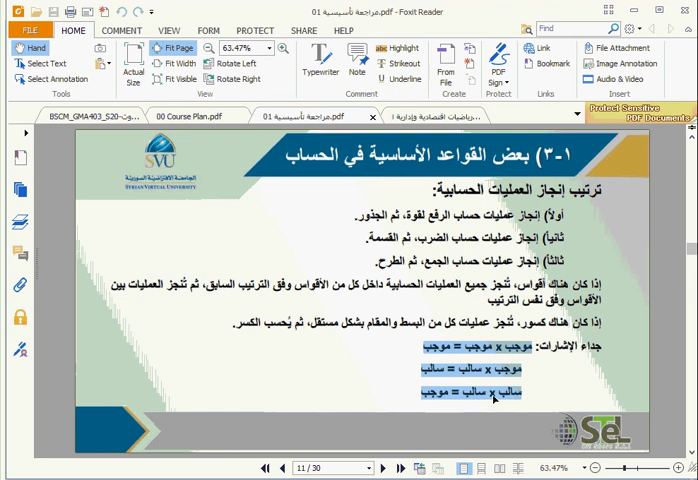 مراجعة تأسيسية 01.pdf - Foxit Reader
FILE HOME COMMENT VIEW FORM PROTECT SHARE HELP
Find
Hand
Select Text
Select Annotation
Tools
Actual Size
Fit Page
Fit Width
Fit Visible
63.47%
Rotate Left
Rotate Right
View
Typewriter
Note
Highlight
Strikeout
Underline
Comment
From File
Create
PDF Sign
Protect
Link
Bookmark
Links
File Attachment
Image Annotation
Audio & Video
Insert
BSCM_GMA403_S20-...
00 Course Plan.pdf
مراجعة تأسيسية 01.pdf
رياضيات اقتصادية وإدارية 1...
Protect Sensitive
PDF Documents
SVU
الجامعة الافتراضية السورية
SYRIAN VIRTUAL UNIVERSITY
١-٣) بعض القواعد الأساسية في الحساب
ترتيب إنجاز العمليات الحسابية:
أولاً) إنجاز عمليات حساب الرفع لقوة، ثم الجذور.
ثانياً) إنجاز عمليات حساب الضرب، ثم القسمة.
ثالثاً) إنجاز عمليات حساب الجمع، ثم الطرح.
إذا كان هناك أقواس، تُنجز جميع العمليات الحسابية داخل كل من الأقواس وفق الترتيب السابق، ثم تُنجز العمليات بين
الأقواس وفق نفس الترتيب
إذا كان هناك كسور، تُنجز عمليات كل من البسط والمقام بشكل مستقل، ثم يُحسب الكسر.
جداء الإشارات: موجب x موجب = موجب
موجب x سالب = سالب
سالب x سالب = موجب
SeL
11 / 30
63.47%